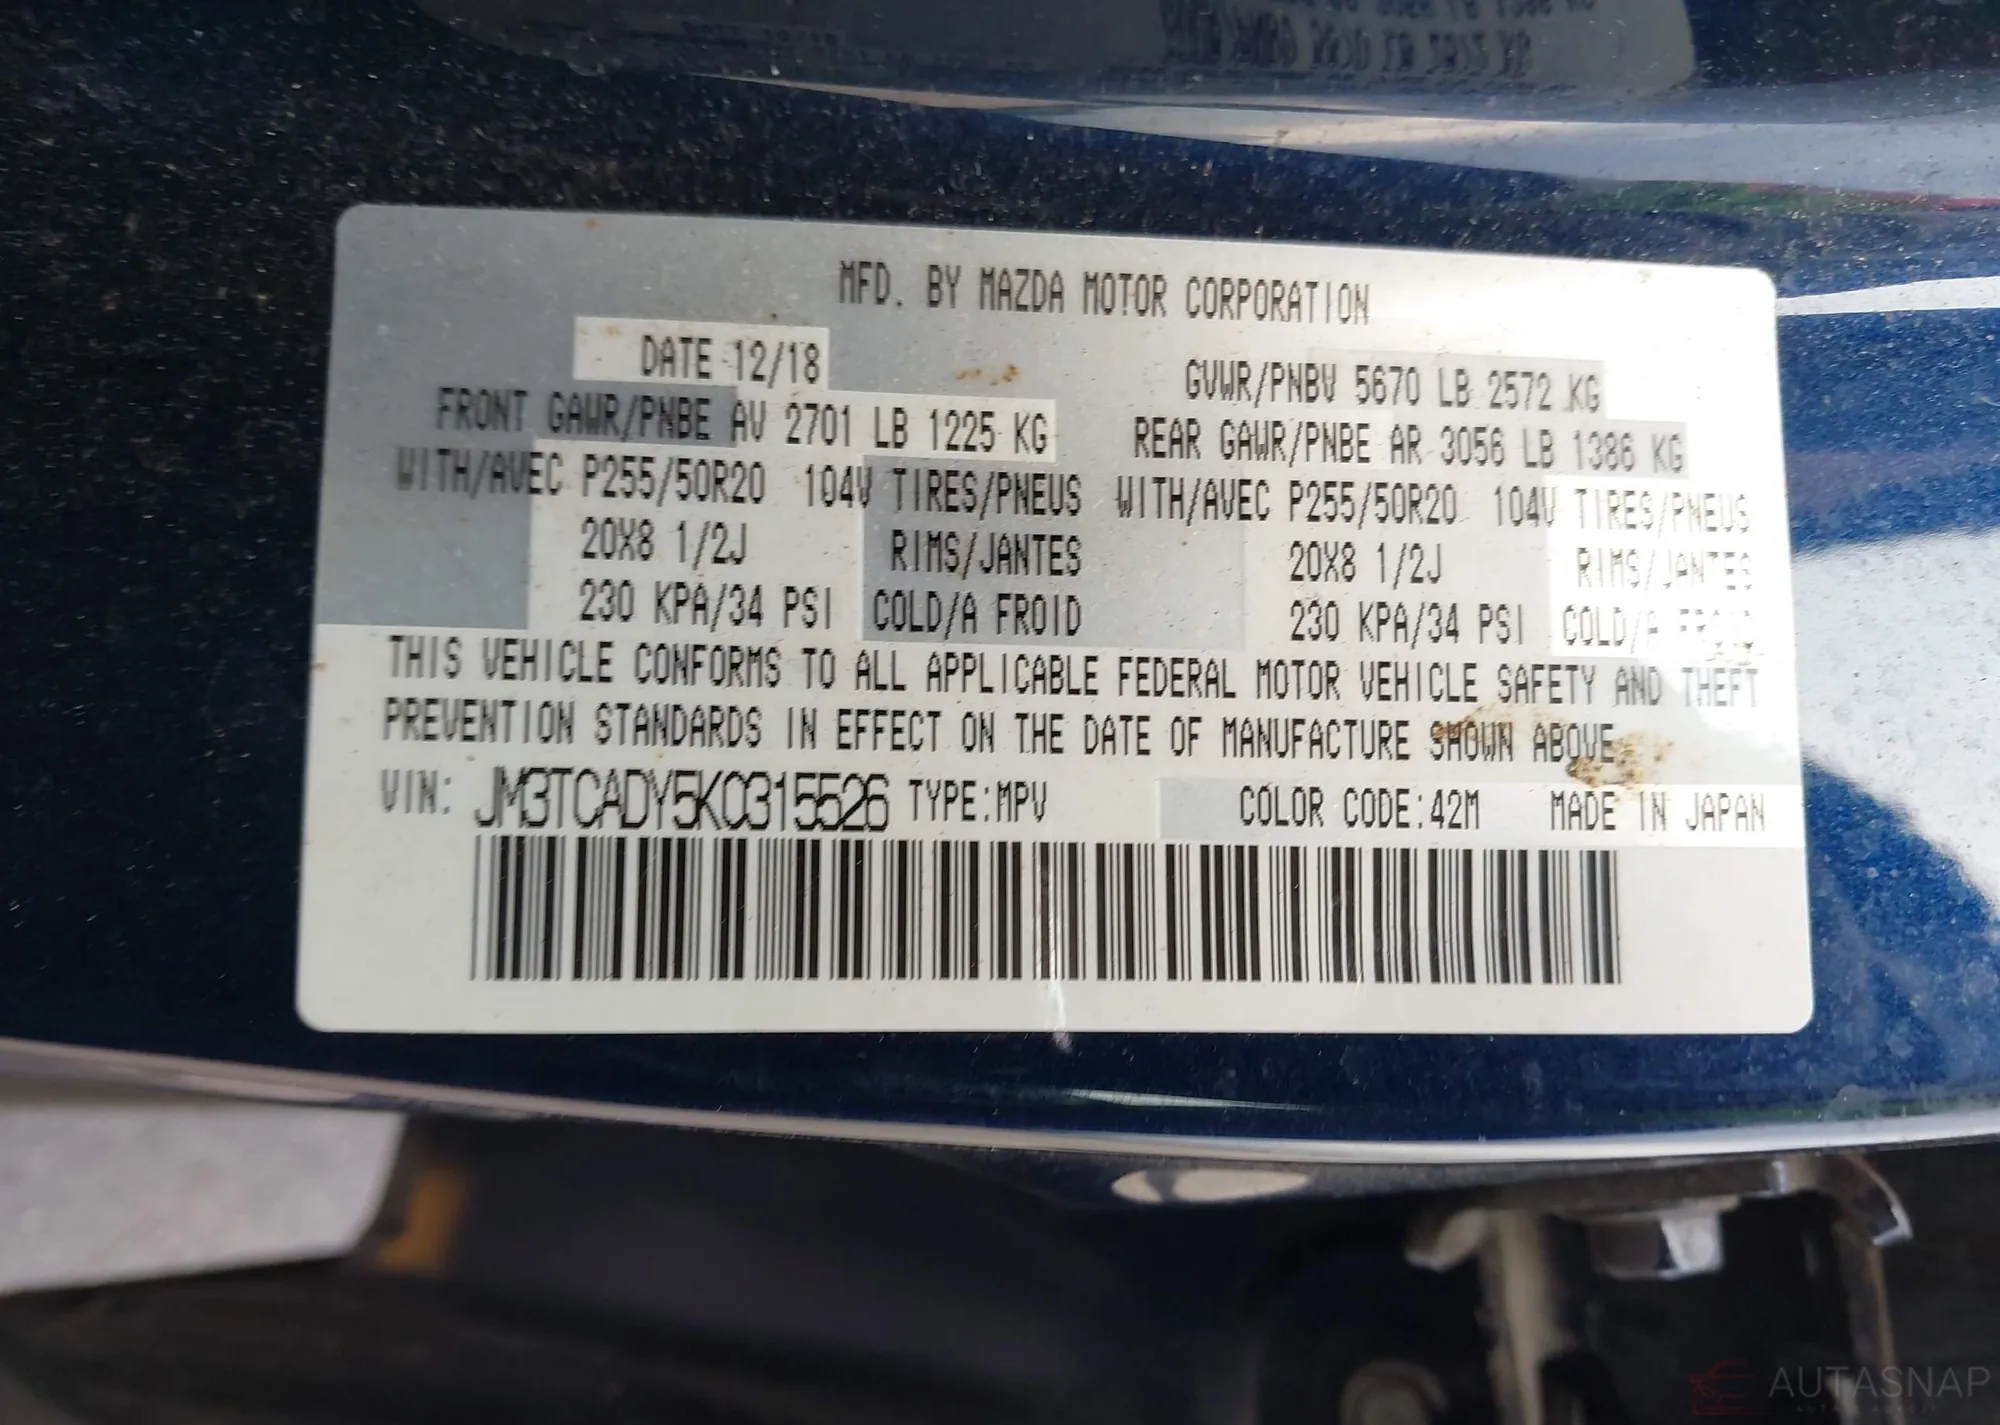 MFD. BY MAZDA MOTOR CORPORATION
DATE 12/18 GVWR/PNBV 5670 LB 2572 KG
FRONT GAWR/PNBE AV 2701 LB 1225 KG REAR GAWR/PNBE AR 3056 LB 1386 KG
WITH/AVEC P255/50R20 104V TIRES/PNEUS WITH/AVEC P255/50R20 104V TIRES/PNEUS
20X8 1/2J RIMS/JANTES 20X8 1/2J RIMS/JANTES
230 KPA/34 PSI COLD/A FROID 230 KPA/34 PSI COLD/A FROID
THIS VEHICLE CONFORMS TO ALL APPLICABLE FEDERAL MOTOR VEHICLE SAFETY AND THEFT
PREVENTION STANDARDS IN EFFECT ON THE DATE OF MANUFACTURE SHOWN ABOVE
VIN: JM3TCADY5K0315526 TYPE:MPV COLOR CODE:42M MADE IN JAPAN
AUTASNAP